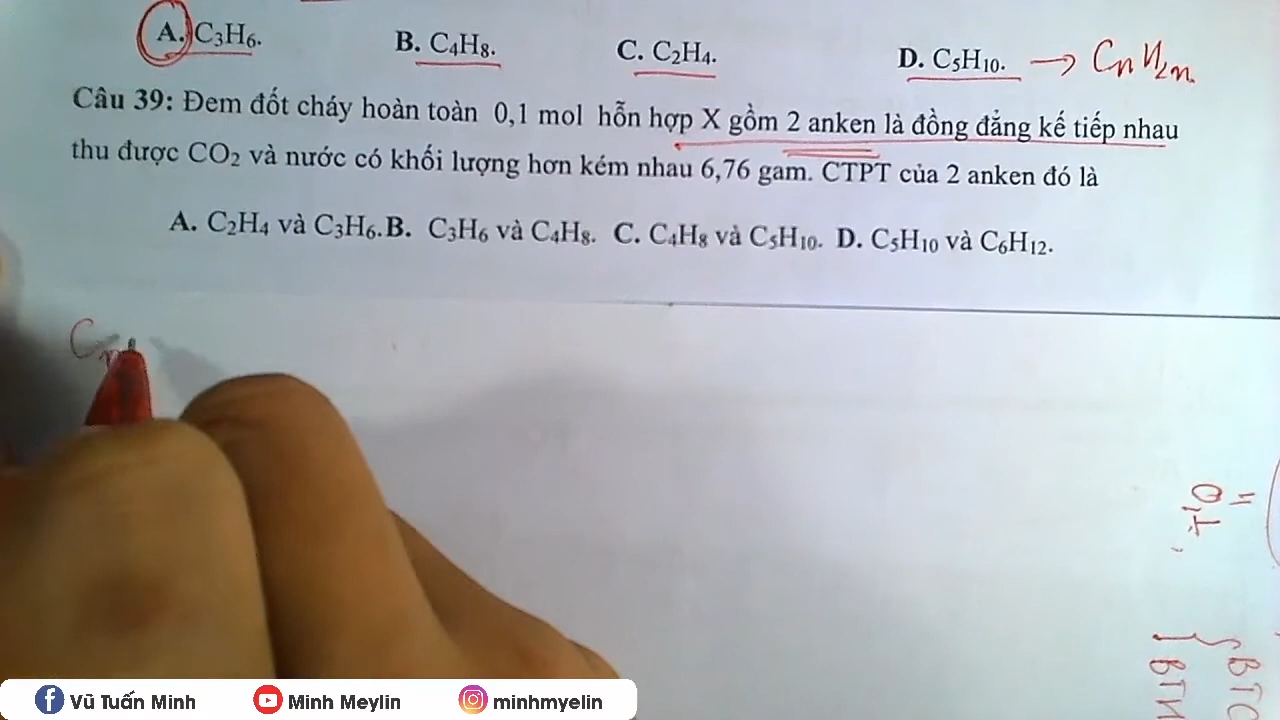 A. C₃H₆. B. C₄H₈. C. C₂H₄. D. C₅H₁₀. → CnH2n
Câu 39: Đem đốt cháy hoàn toàn 0,1 mol hỗn hợp X gồm 2 anken là đồng đẳng kế tiếp nhau
thu được CO₂ và nước có khối lượng hơn kém nhau 6,76 gam. CTPT của 2 anken đó là
A. C₂H₄ và C₃H₆. B. C₃H₆ và C₄H₈. C. C₄H₈ và C₅H₁₀. D. C₅H₁₀ và C₆H₁₂.
C
BTC
BTH
Vũ Tuấn Minh Minh Meylin minhmyelin